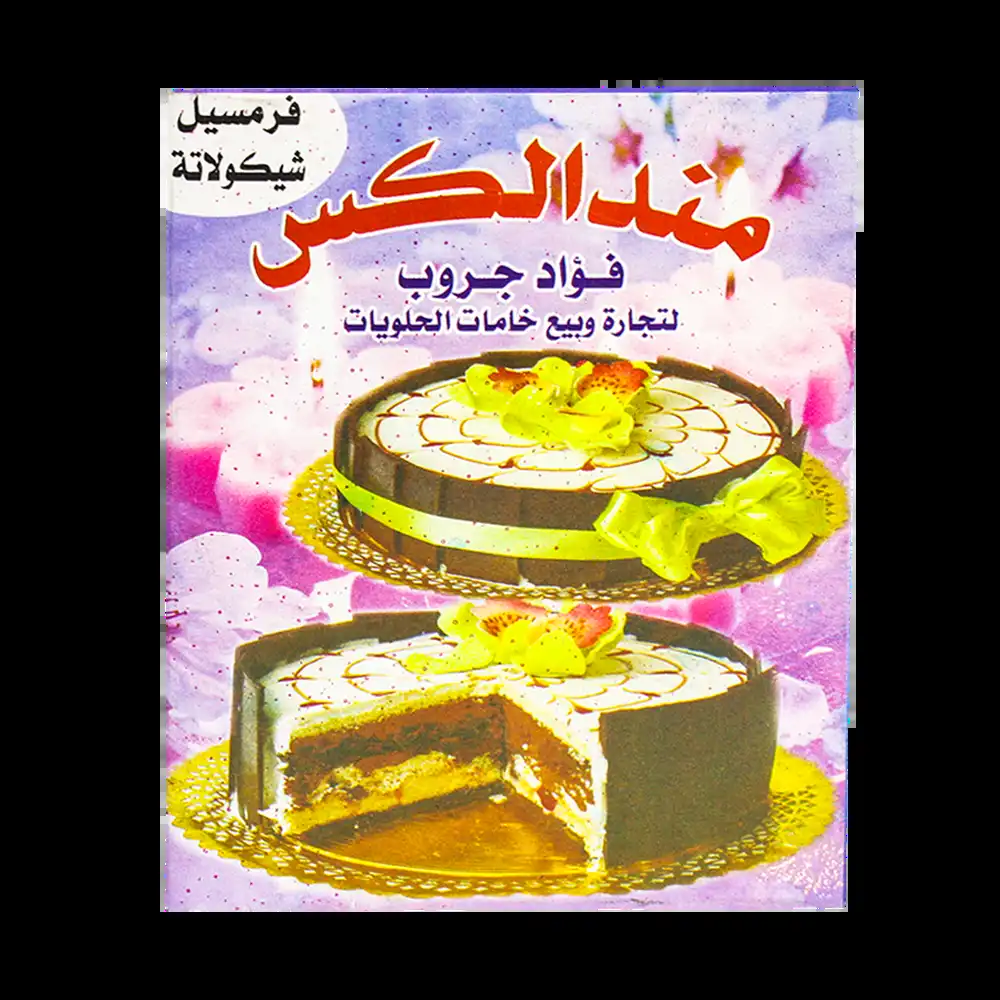 فرمسيل
شيكولاتة
مندالكس
فؤاد جروب
لتجارة وبيع خامات الحلويات